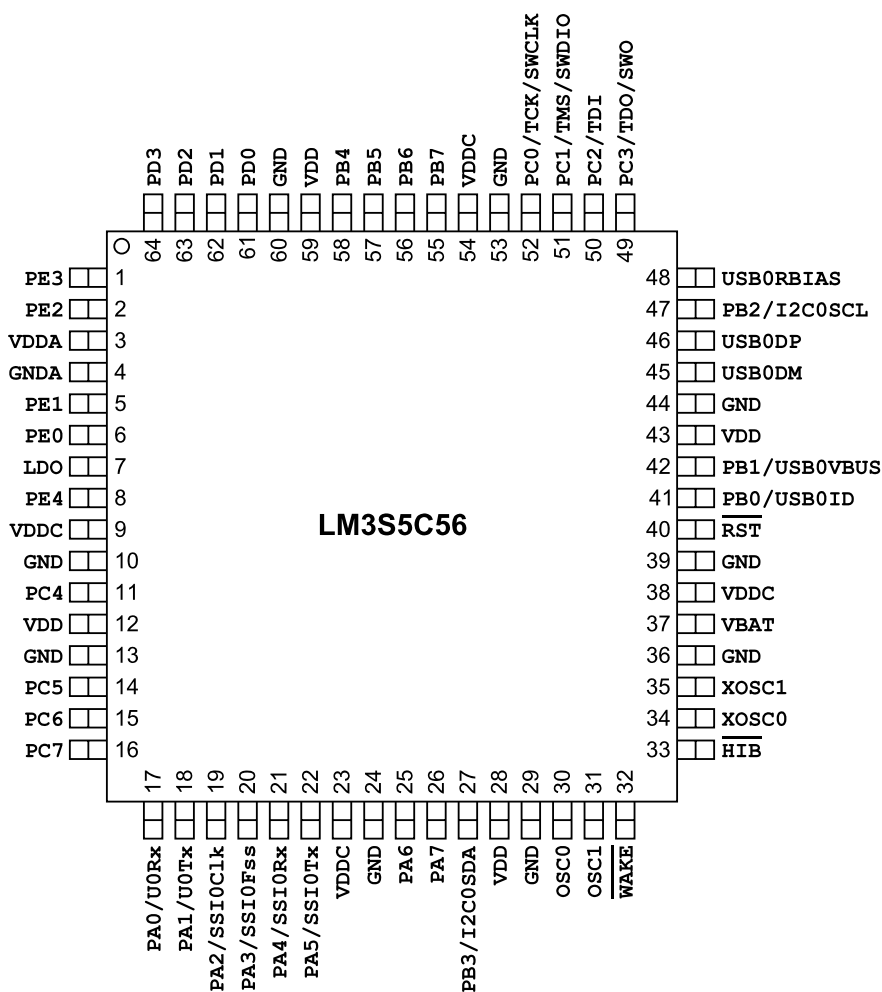 PD3
PD2
PD1
PD0
GND
VDD
PB4
PB5
PB6
PB7
VDDC
GND
PC0/TCK/SWCLK
PC1/TMS/SWDIO
PC2/TDI
PC3/TDO/SWO
64
63
62
61
60
59
58
57
56
55
54
53
52
51
50
49
PE3 1
PE2 2
VDDA 3
GNDA 4
PE1 5
PE0 6
LDO 7
PE4 8
VDDC 9
GND 10
PC4 11
VDD 12
GND 13
PC5 14
PC6 15
PC7 16
LM3S5C56
48 USB0RBIAS
47 PB2/I2C0SCL
46 USB0DP
45 USB0DM
44 GND
43 VDD
42 PB1/USB0VBUS
41 PB0/USB0ID
40 RST
39 GND
38 VDDC
37 VBAT
36 GND
35 XOSC1
34 XOSC0
33 HIB
17
18
19
20
21
22
23
24
25
26
27
28
29
30
31
32
PA0/U0Rx
PA1/U0Tx
PA2/SSI0Clk
PA3/SSI0Fss
PA4/SSI0Rx
PA5/SSI0Tx
VDDC
GND
PA6
PA7
PB3/I2C0SDA
VDD
GND
OSC0
OSC1
WAKE